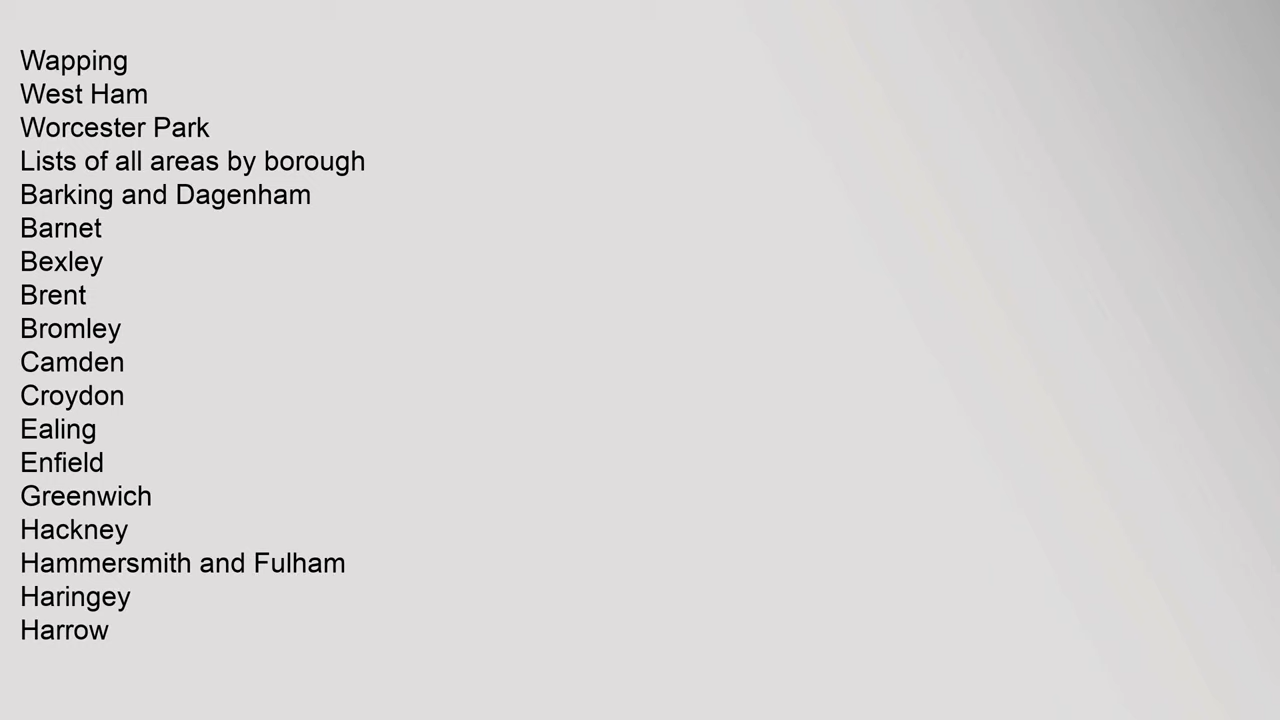 Wapping
West Ham
Worcester Park
Lists of all areas by borough
Barking and Dagenham
Barnet
Bexley
Brent
Bromley
Camden
Croydon
Ealing
Enfield
Greenwich
Hackney
Hammersmith and Fulham
Haringey
Harrow